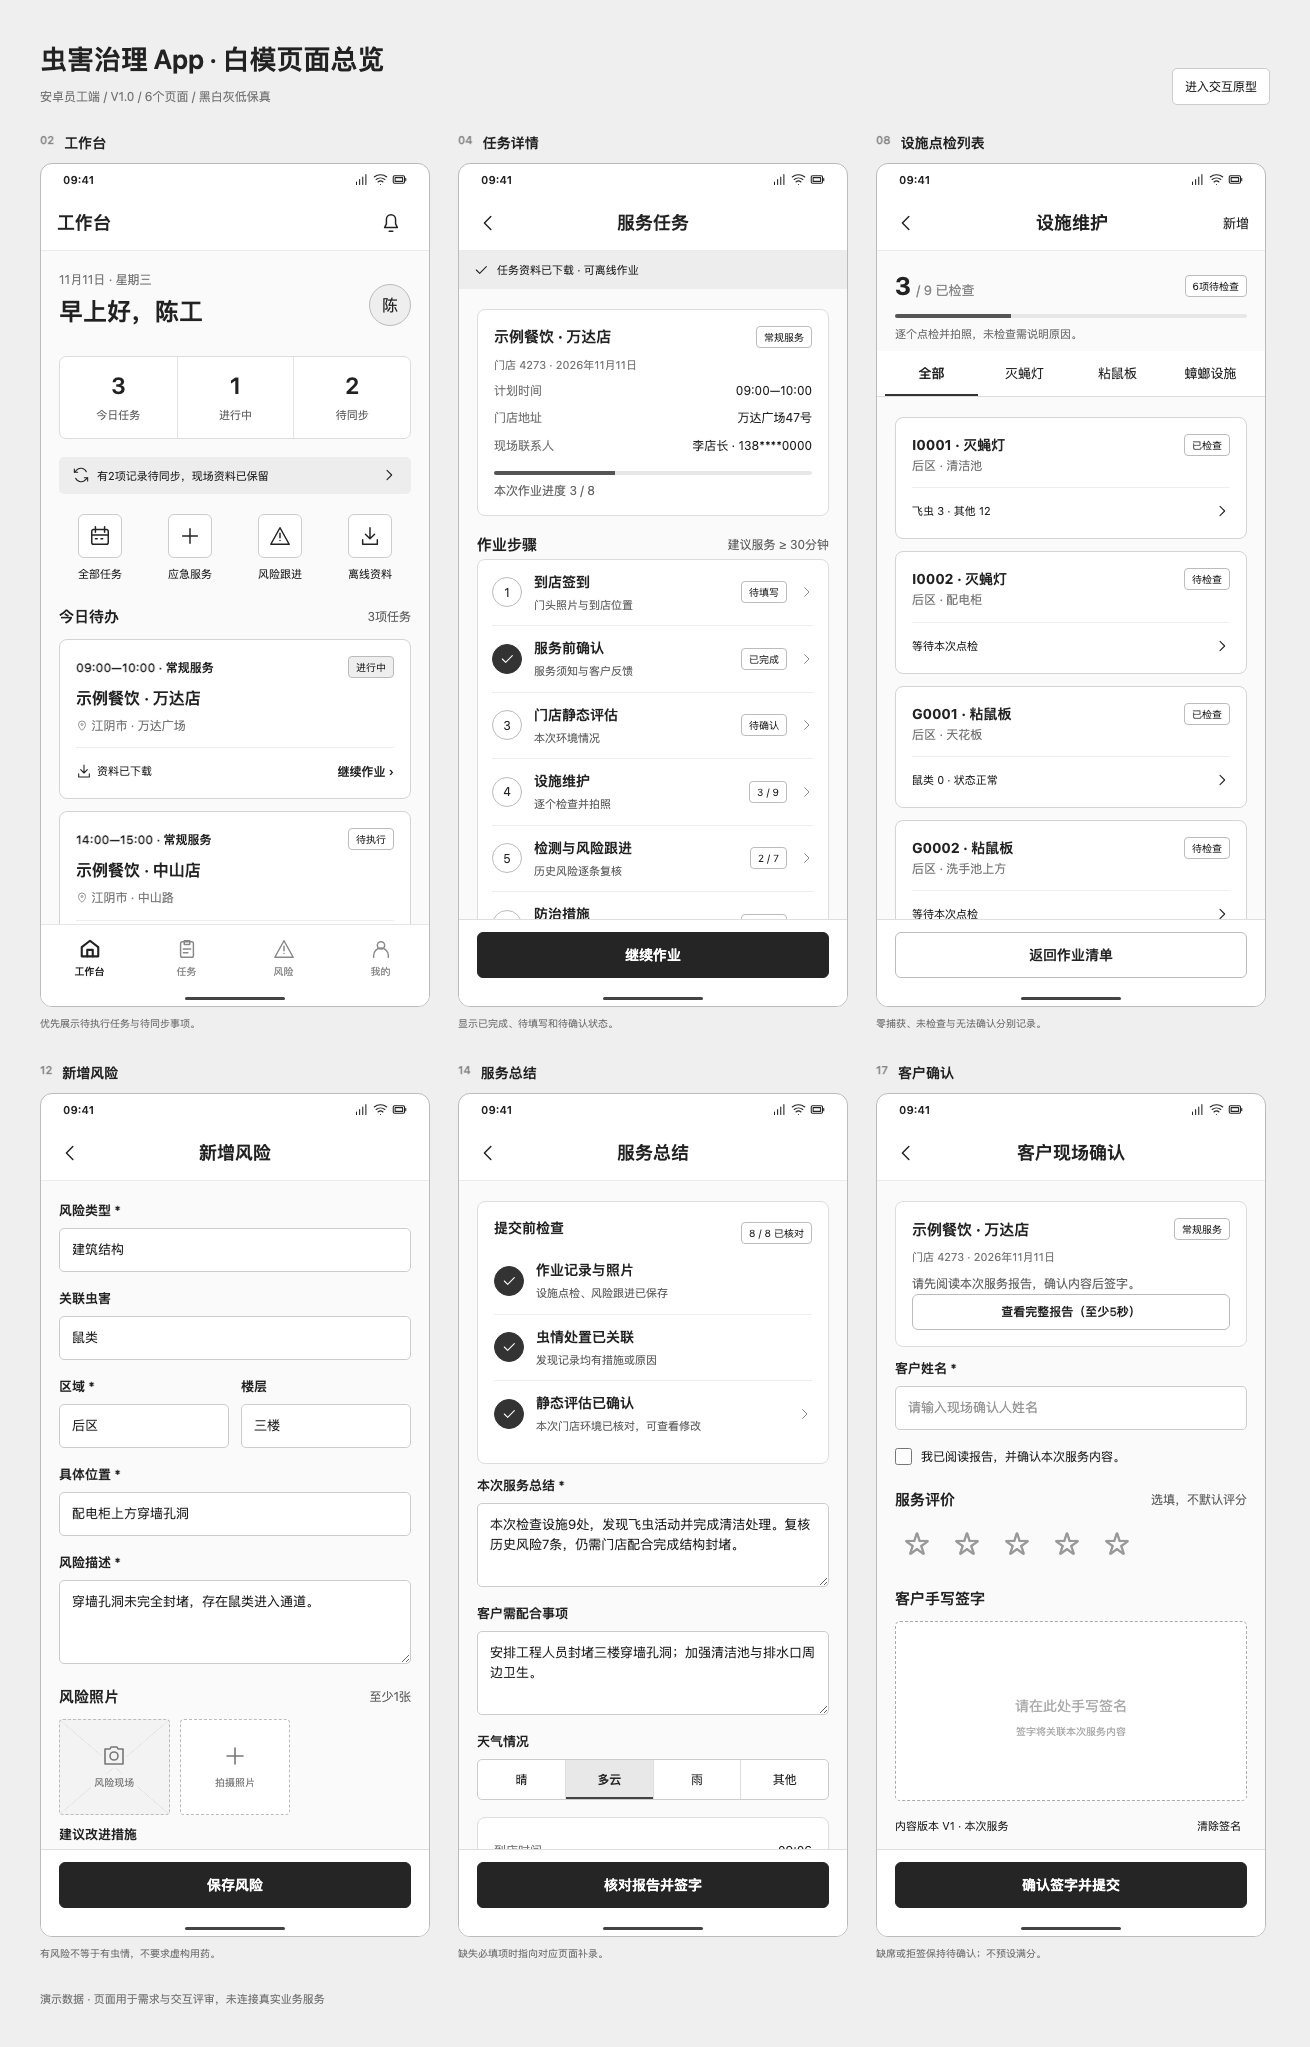 虫害治理 App · 白模页面总览
安卓员工端 / V1.0 / 6个页面 / 黑白灰低保真
进入交互原型
02 工作台
09:41
工作台
11月11日 · 星期三
早上好，陈工
陈
3
今日任务
1
进行中
2
待同步
有2项记录待同步，现场资料已保留
全部任务
应急服务
风险跟进
离线资料
今日待办
3项任务
09:00—10:00 · 常规服务
进行中
示例餐饮 · 万达店
江阴市 · 万达广场
资料已下载
继续作业 ›
14:00—15:00 · 常规服务
待执行
示例餐饮 · 中山店
江阴市 · 中山路
工作台
任务
风险
我的
优先展示待执行任务与待同步事项。
04 任务详情
09:41
服务任务
任务资料已下载 · 可离线作业
示例餐饮 · 万达店
常规服务
门店 4273 · 2026年11月11日
计划时间
09:00—10:00
门店地址
万达广场47号
现场联系人
李店长 · 138****0000
本次作业进度 3 / 8
作业步骤
建议服务 ≥ 30分钟
1
到店签到
门头照片与到店位置
待填写
服务前确认
服务须知与客户反馈
已完成
3
门店静态评估
本次环境情况
待确认
4
设施维护
逐个检查并拍照
3 / 9
5
检测与风险跟进
历史风险逐条复核
2 / 7
防治措施
继续作业
显示已完成、待填写和待确认状态。
08 设施点检列表
09:41
设施维护
新增
3 / 9 已检查
6项待检查
逐个点检并拍照，未检查需说明原因。
全部
灭蝇灯
粘鼠板
蟑螂设施
I0001 · 灭蝇灯
已检查
后区 · 清洁池
飞虫 3 · 其他 12
I0002 · 灭蝇灯
待检查
后区 · 配电柜
等待本次点检
G0001 · 粘鼠板
已检查
后区 · 天花板
鼠类 0 · 状态正常
G0002 · 粘鼠板
待检查
后区 · 洗手池上方
等待本次点检
返回作业清单
零捕获、未检查与无法确认分别记录。
12 新增风险
09:41
新增风险
风险类型 *
建筑结构
关联虫害
鼠类
区域 *
楼层
后区
三楼
具体位置 *
配电柜上方穿墙孔洞
风险描述 *
穿墙孔洞未完全封堵，存在鼠类进入通道。
风险照片
至少1张
风险现场
拍摄照片
建议改进措施
保存风险
有风险不等于有虫情，不要求虚构用药。
14 服务总结
09:41
服务总结
提交前检查
8 / 8 已核对
作业记录与照片
设施点检、风险跟进已保存
虫情处置已关联
发现记录均有措施或原因
静态评估已确认
本次门店环境已核对，可查看修改
本次服务总结 *
本次检查设施9处，发现飞虫活动并完成清洁处理。复核
历史风险7条，仍需门店配合完成结构封堵。
客户需配合事项
安排工程人员封堵三楼穿墙孔洞；加强清洁池与排水口周
边卫生。
天气情况
晴
多云
雨
其他
到店时间
09:06
核对报告并签字
缺失必填项时指向对应页面补录。
17 客户确认
09:41
客户现场确认
示例餐饮 · 万达店
常规服务
门店 4273 · 2026年11月11日
请先阅读本次服务报告，确认内容后签字。
查看完整报告（至少5秒）
客户姓名 *
请输入现场确认人姓名
我已阅读报告，并确认本次服务内容。
服务评价
选填，不默认评分
客户手写签字
请在此处手写签名
签字将关联本次服务内容
内容版本 V1 · 本次服务
清除签名
确认签字并提交
缺席或拒签保持待确认；不预设满分。
演示数据 · 页面用于需求与交互评审，未连接真实业务服务